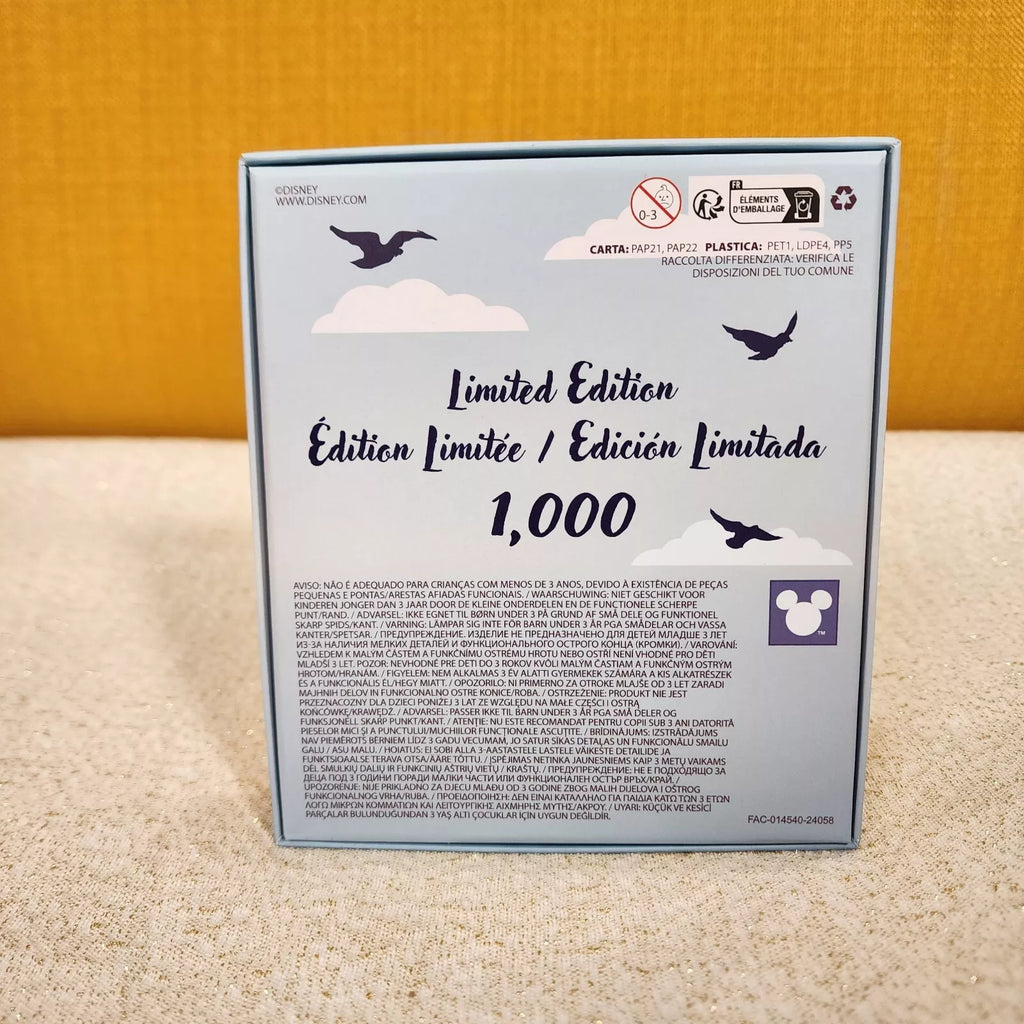 ©DISNEY
WWW.DISNEY.COM
0-3
FR
ÉLÉMENTS
D'EMBALLAGE
CARTA: PAP21, PAP22 PLASTICA: PET1, LDPE4, PP5
RACCOLTA DIFFERENZIATA: VERIFICA LE
DISPOSIZIONI DEL TUO COMUNE
Limited Edition
Édition Limitée / Edición Limitada
1,000
AVISO: NÃO É ADEQUADO PARA CRIANÇAS COM MENOS DE 3 ANOS, DEVIDO À EXISTÊNCIA DE PEÇAS
PEQUENAS E PONTAS/ARESTAS AFIADAS FUNCIONAIS. / WAARSCHUWING: NIET GESCHIKT VOOR
KINDEREN JONGER DAN 3 JAAR DOOR DE KLEINE ONDERDELEN EN DE FUNCTIONELE SCHERPE
PUNT/RAND. / ADVARSEL: IKKE EGNET TIL BØRN UNDER 3 PÅ GRUND AF SMÅ DELE OG FUNKTIONEL
SKARP SPIDS/KANT. / VARNING: LÄMPAR SIG INTE FÖR BARN UNDER 3 ÅR PGA SMÅDELAR OCH VASSA
KANTER/SPETSAR. / ПРЕДУПРЕЖДЕНИЕ. ИЗДЕЛИЕ НЕ ПРЕДНАЗНАЧЕНО ДЛЯ ДЕТЕЙ МЛАДШЕ 3 ЛЕТ
ИЗ-ЗА НАЛИЧИЯ МЕЛКИХ ДЕТАЛЕЙ И ФУНКЦИОНАЛЬНОГО ОСТРОГО КОНЦА (КРОМКИ). / VAROVÁNÍ:
VZHLEDEM K MALÝM ČÁSTEM A FUNKČNÍMU OSTRÉMU HROTU NEBO OSTŘÍ NENÍ VHODNÉ PRO DĚTI
MLADŠÍ 3 LET. POZOR: NEVHODNÉ PRE DETI DO 3 ROKOV KVÔLI MALÝM ČASTIAM A FUNKČNÝM OSTRÝM
HROTOM/HRANÁM. / FIGYELEM: NEM ALKALMAS 3 ÉV ALATTI GYERMEKEK SZÁMÁRA A KIS ALKATRÉSZEK
ÉS A FUNKCIONÁLIS ÉL/HEGY MIATT. / OPOZORILO: NI PRIMERNO ZA OTROKE MLAJŠE OD 3 LET ZARADI
MAJHNIH DELOV IN FUNKCIONALNO OSTRE KONICE/ROBA. / OSTRZEŻENIE: PRODUKT NIE JEST
PRZEZNACZONY DLA DZIECI PONIŻEJ 3 LAT ZE WZGLĘDU NA MAŁE CZĘŚCI I OSTRĄ
KOŃCÓWKĘ/KRAWĘDŹ. / ADVARSEL: PASSER IKKE TIL BARN UNDER 3 ÅR PGA SMÅ DELER OG
FUNKSJONELL SKARP PUNKT/KANT. / ATENȚIE: NU ESTE RECOMANDAT PENTRU COPII SUB 3 ANI DATORITĂ
PIESELOR MICI ȘI A PUNCTULUI/MUCHIILOR FUNCȚIONALE ASCUȚITE. / BRĪDINĀJUMS: IZSTRĀDĀJUMS
NAV PIEMĒROTS BĒRNIEM LĪDZ 3 GADU VECUMAM, JO SATUR SĪKAS DETAĻAS UN FUNKCIONĀLU SMAILU
GALU / ASU MALU. / HOIATUS: EI SOBI ALLA 3-AASTASTELE LASTELE VÄIKESTE DETAILIDE JA
FUNKTSIOAALSE TERAVA OTSA/ÄÄRE TÕTTU. / ĮSPĖJIMAS NETINKA JAUNESNIEMS KAIP 3 METŲ VAIKAMS
DĖL SMULKIŲ DALIŲ IR FUNKCINIŲ AŠTRIŲ VIETŲ / KRAŠTŲ. / ПРЕДУПРЕЖДЕНИЕ: НЕ Е ПОДХОДЯЩО ЗА
ДЕЦА ПОД 3 ГОДИНИ ПОРАДИ МАЛКИ ЧАСТИ ИЛИ ФУНКЦИОНАЛЕН ОСТЪР ВРЪХ/КРАЙ. /
UPOZORENJE: NIJE PRIKLADNO ZA DJECU MLAĐU OD 3 GODINE ZBOG MALIH DIJELOVA I OŠTROG
FUNKCIONALNOG VRHA/RUBA. / ΠΡΟΕΙΔΟΠΟΙΗΣΗ: ΔΕΝ ΕΙΝΑΙ ΚΑΤΑΛΛΗΛΟ ΓΙΑ ΠΑΙΔΙΑ ΚΑΤΩ ΤΩΝ 3 ΕΤΩΝ
ΛΟΓΩ ΜΙΚΡΩΝ ΚΟΜΜΑΤΙΩΝ ΚΑΙ ΛΕΙΤΟΥΡΓΙΚΗΣ ΑΙΧΜΗΡΗΣ ΜΥΤΗΣ/ΑΚΡΟΥ. / UYARI: KÜÇÜK VE KESİCİ
PARÇALAR BULUNDUĞUNDAN 3 YAŞ ALTI ÇOCUKLAR İÇİN UYGUN DEĞİLDİR.
TM
FAC-014540-24058